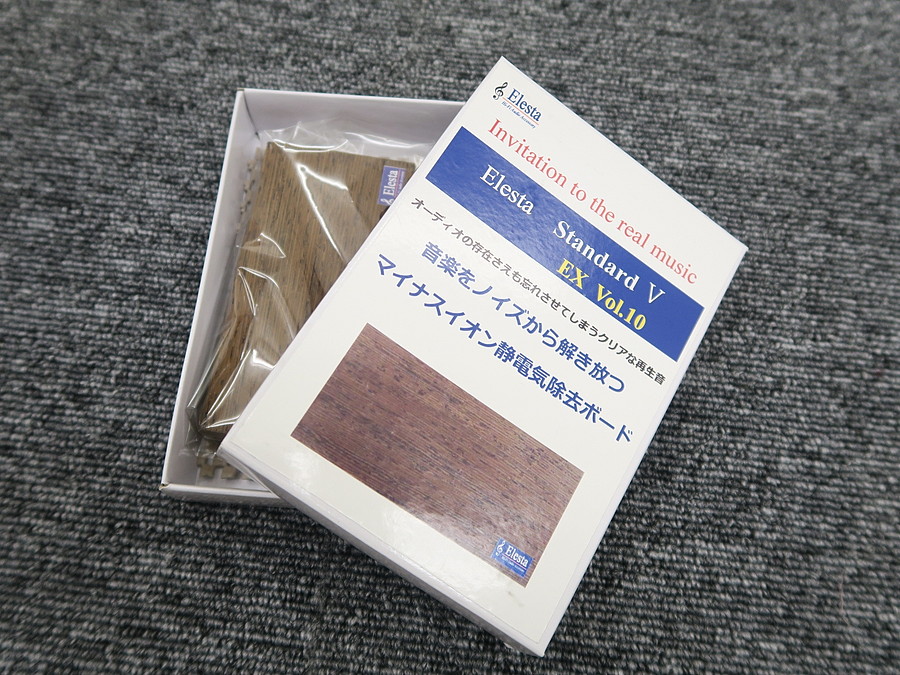 Elesta
Invitation to the real music
Elesta Standard V
EX Vol.10
オーディオの存在さえも忘れさせてしまうクリアな再生音
音楽をノイズから解き放つ
マイナスイオン静電気除去ボード
Elesta
Elesta